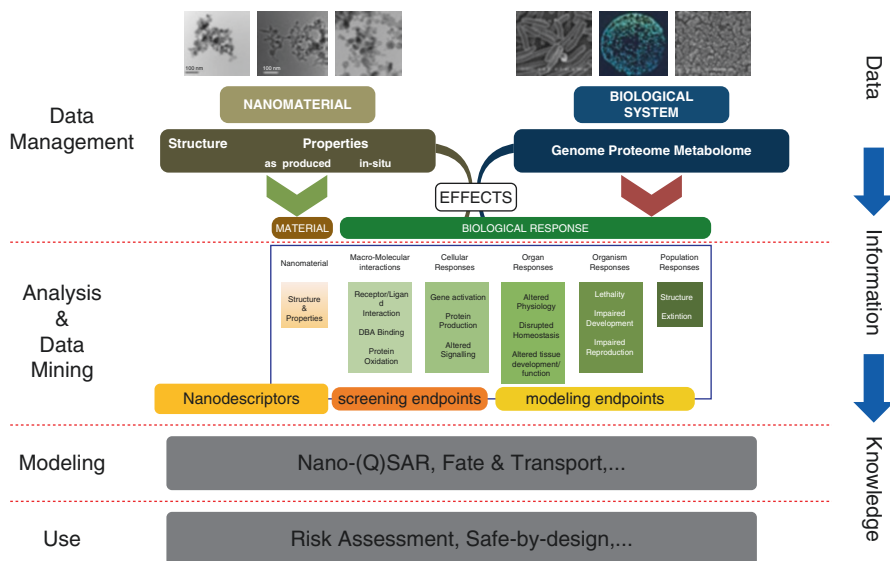 100 nm
100 nm
Data
Management
NANOMATERIAL
BIOLOGICAL
SYSTEM
Structure
Properties
as produced
in-situ
Genome Proteome Metabolome
EFFECTS
MATERIAL
BIOLOGICAL RESPONSE
Analysis
&
Data
Mining
Nanomaterial
Structure
&
Properties
Macro-Molecular
interactions
Receptor/Ligan
d
Interaction
DBA Binding
Protein
Oxidation
Cellular
Responses
Gene activation
Protein
Production
Altered
Signalling
Organ
Responses
Altered
Physiology
Disrupted
Homeostasis
Altered tissue
development/
function
Organism
Responses
Lethality
Impaired
Development
Impaired
Reproduction
Population
Responses
Structure
Extintion
Nanodescriptors
screening endpoints
modeling endpoints
Modeling
Nano-(Q)SAR, Fate & Transport,...
Use
Risk Assessment, Safe-by-design,...
Data
Information
Knowledge